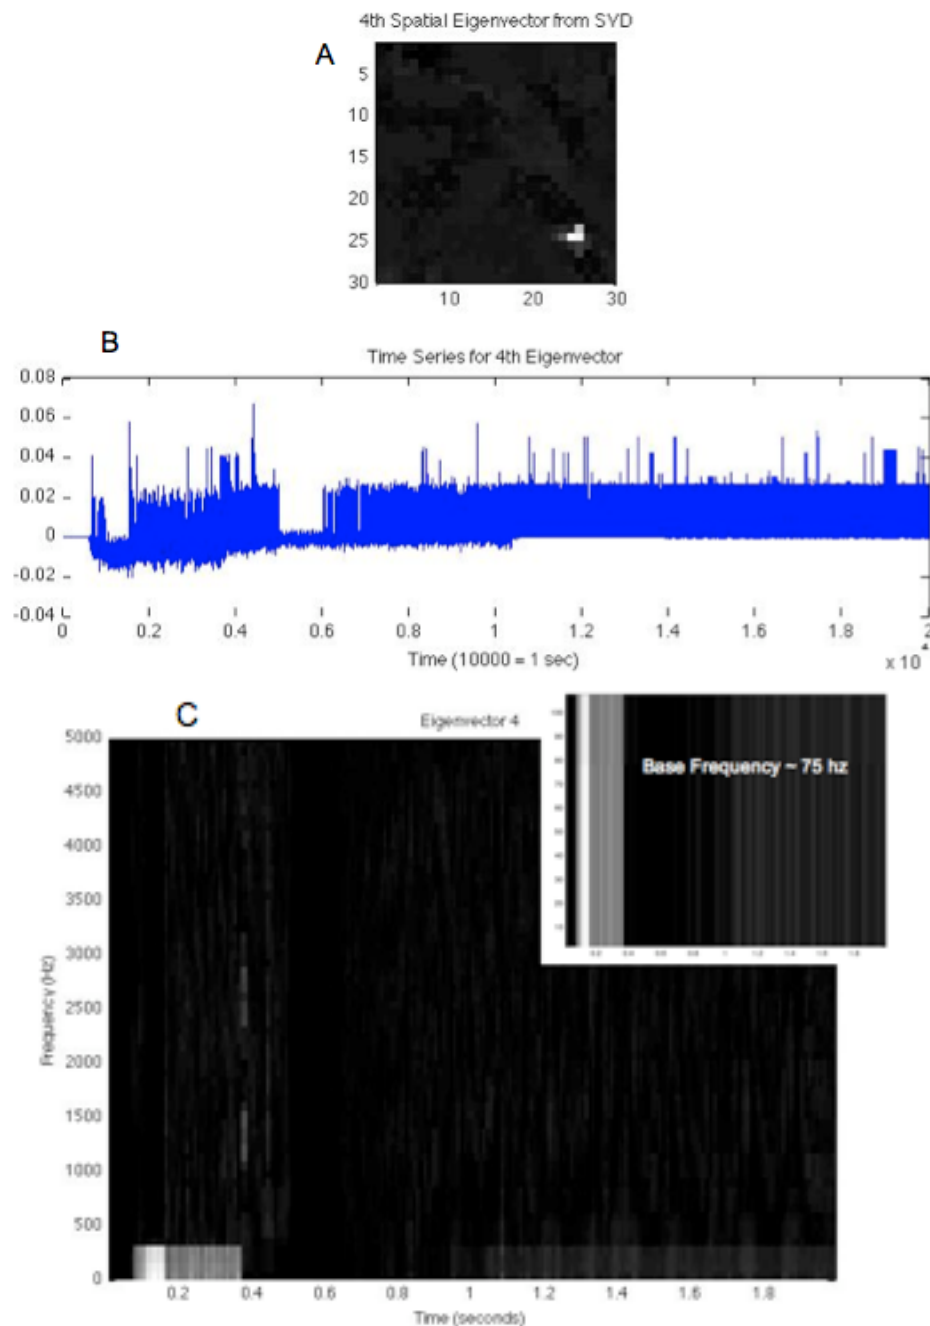 4th Spatial Eigenvector from SVD
A
5
10
15
20
25
30
10 20 30
B
Time Series for 4th Eigenvector
0.08
0.06
0.04
0.02
0
-0.02
-0.04
0 0.2 0.4 0.6 0.8 1 1.2 1.4 1.6 1.8 2
Time (10000 = 1 sec)
x 10^4
C
Eigenvector 4
5000
4500
4000
3500
3000
2500
2000
1500
1000
500
0
Frequency (Hz)
0.2 0.4 0.6 0.8 1 1.2 1.4 1.6 1.8
Time (seconds)
Base Frequency ~ 75 hz